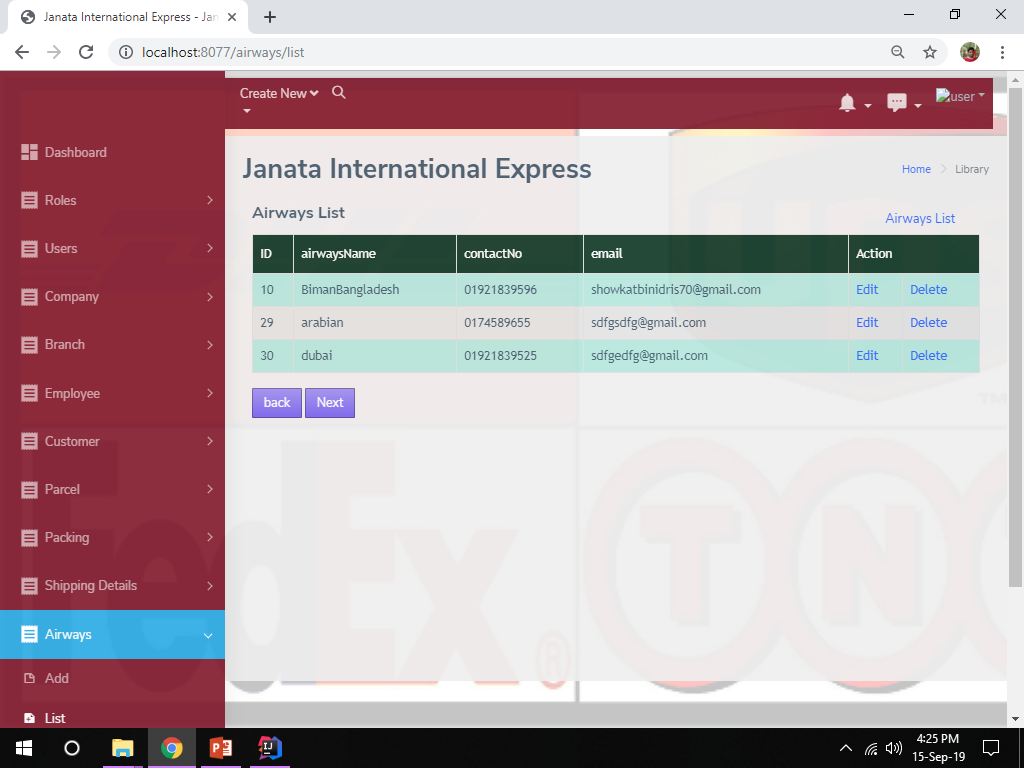 Janata International Express - Jan
localhost:8077/airways/list
Create New
user
Dashboard
Roles
Users
Company
Branch
Employee
Customer
Parcel
Packing
Shipping Details
Airways
Add
List
Janata International Express
Home Library
Airways List
Airways List
ID airwaysName contactNo email Action
10 BimanBangladesh 01921839596 showkatbinidris70@gmail.com Edit Delete
29 arabian 0174589655 sdfgsdfg@gmail.com Edit Delete
30 dubai 01921839525 sdfgedfg@gmail.com Edit Delete
back Next
TM
FedEx ®
TNT
4:25 PM
15-Sep-19